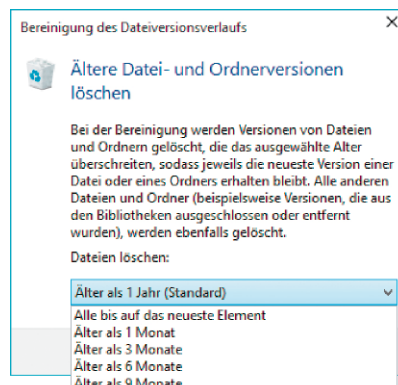 Bereinigung des Dateiversionsverlaufs
Ältere Datei- und Ordnerversionen
löschen
Bei der Bereinigung werden Versionen von Dateien
und Ordnern gelöscht, die das ausgewählte Alter
überschreiten, sodass jeweils die neueste Version einer
Datei oder eines Ordners erhalten bleibt. Alle anderen
Dateien und Ordner (beispielsweise Versionen, die aus
den Bibliotheken ausgeschlossen oder entfernt
wurden), werden ebenfalls gelöscht.
Dateien löschen:
Älter als 1 Jahr (Standard)
Alle bis auf das neueste Element
Älter als 1 Monat
Älter als 3 Monate
Älter als 6 Monate
Älter als 9 Monate